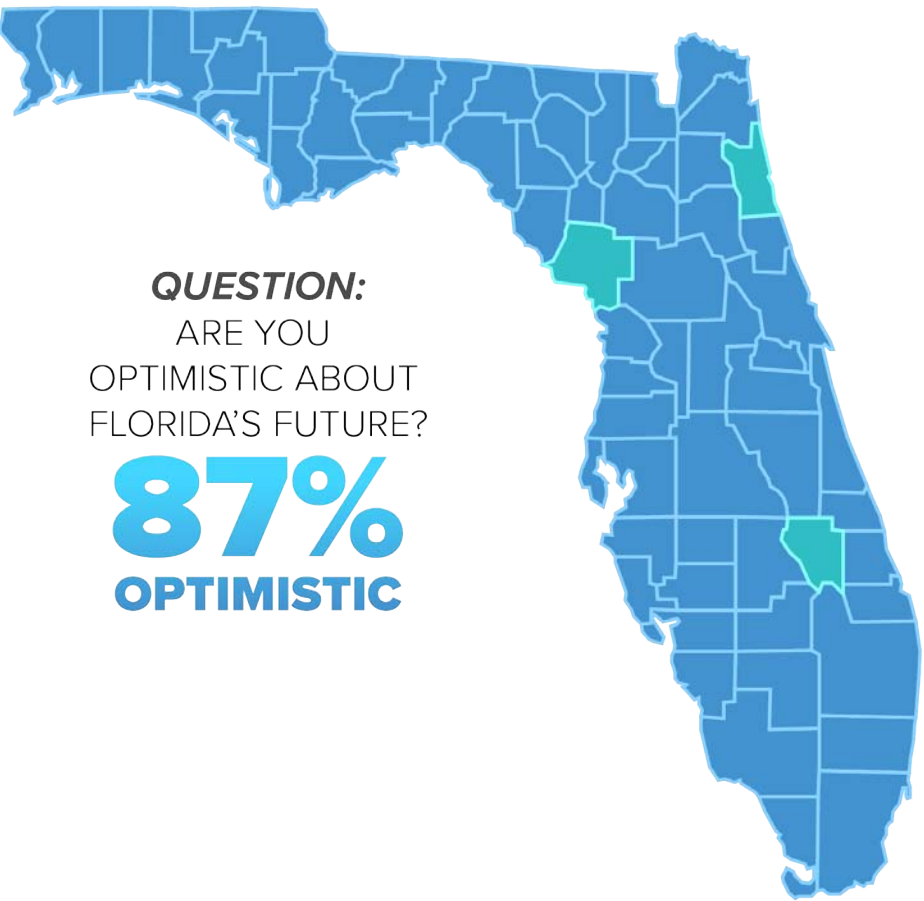 QUESTION:
ARE YOU
OPTIMISTIC ABOUT
FLORIDA'S FUTURE?
87%
OPTIMISTIC